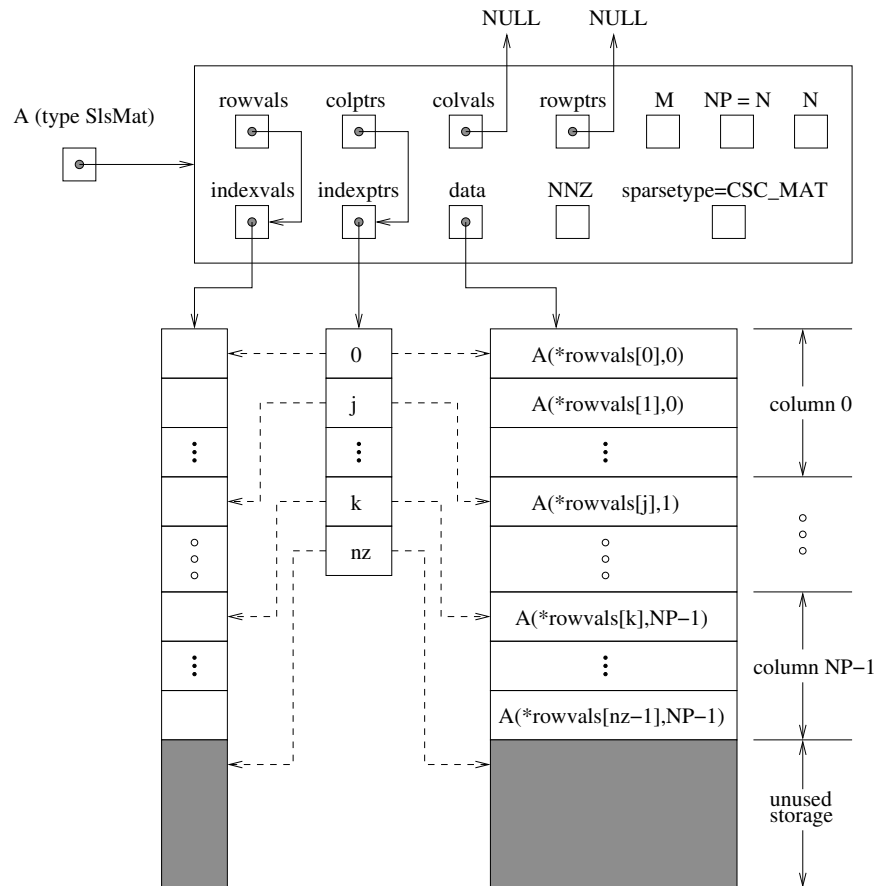 NULL NULL
rowvals colptrs colvals rowptrs M NP = N N
A (type SlsMat)
indexvals indexptrs data NNZ sparsetype=CSC_MAT
0 A(*rowvals[0],0)
j A(*rowvals[1],0) column 0
k A(*rowvals[j],1)
nz
A(*rowvals[k],NP−1)
column NP−1
A(*rowvals[nz−1],NP−1)
unused
storage